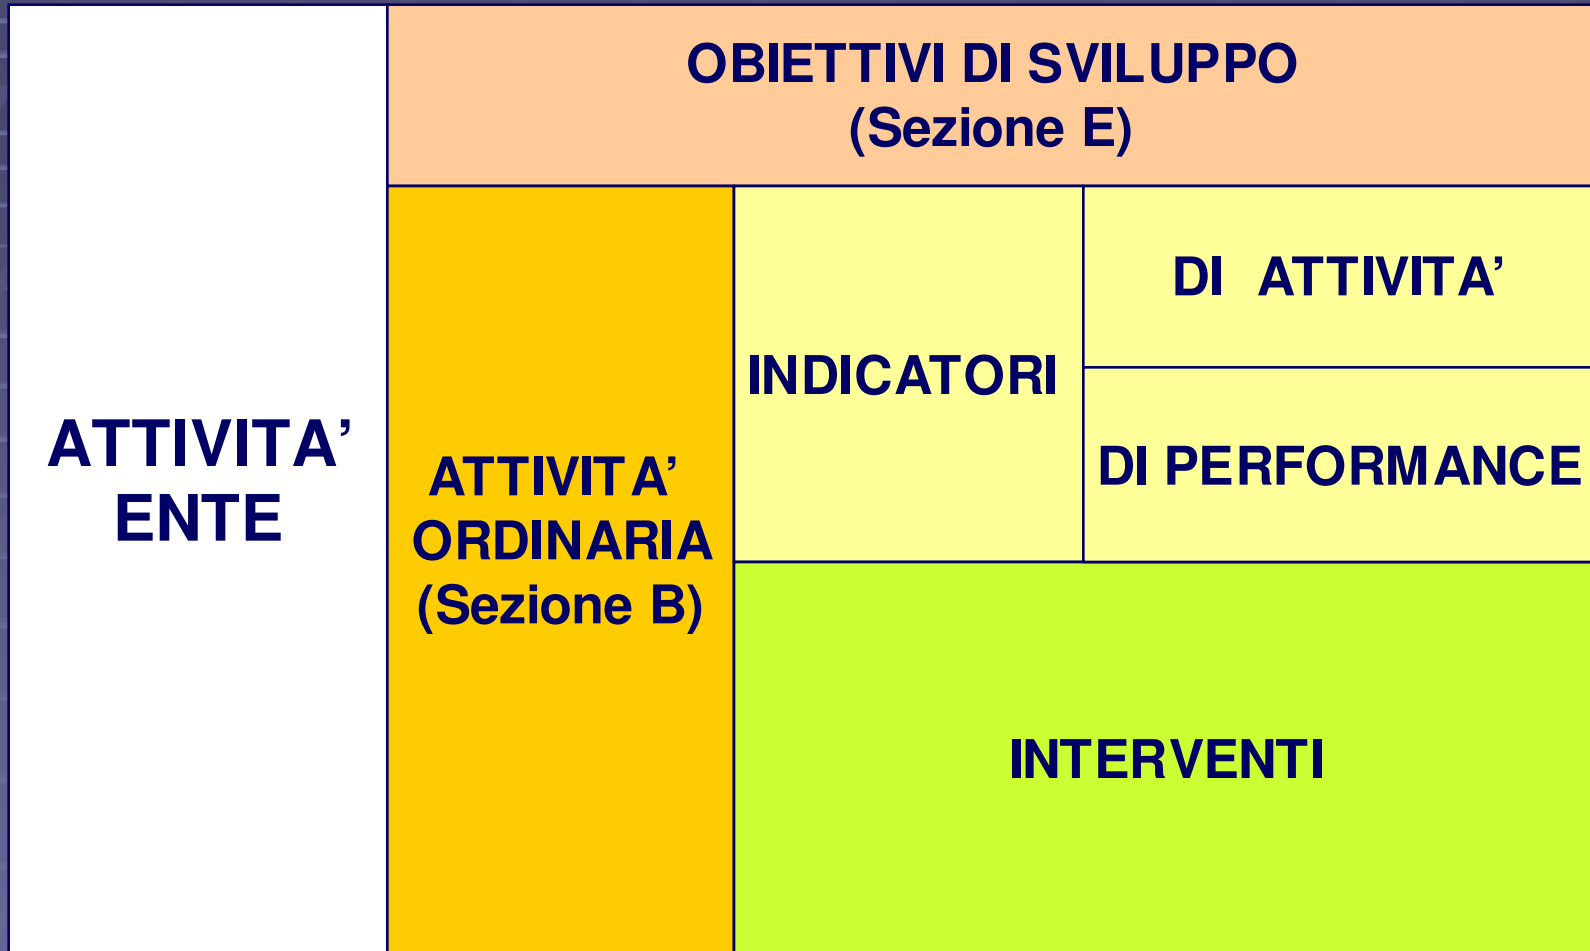 ATTIVITA’
ENTE
OBIETTIVI DI SVILUPPO
(Sezione E)
ATTIVITA’
ORDINARIA
(Sezione B)
INDICATORI
DI ATTIVITA’
DI PERFORMANCE
INTERVENTI